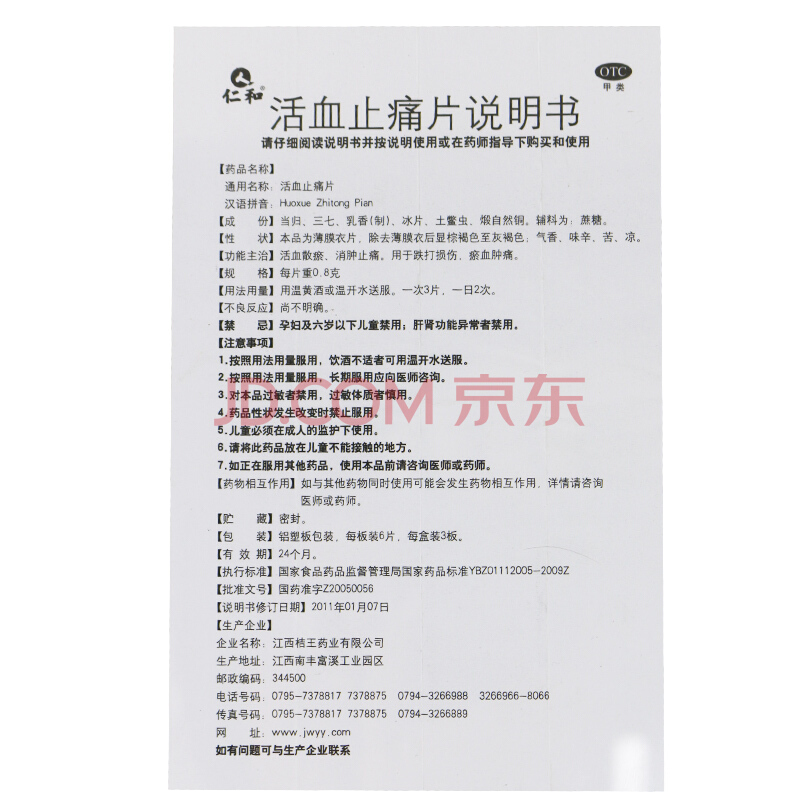 仁和®
OTC
甲类
活血止痛片说明书
请仔细阅读说明书并按说明使用或在药师指导下购买和使用
【药品名称】
通用名称：活血止痛片
汉语拼音：Huoxue Zhitong Pian
【成　份】当归、三七、乳香(制)、冰片、土鳖虫、煅自然铜。辅料为：蔗糖。
【性　状】本品为薄膜衣片，除去薄膜衣后显棕褐色至灰褐色；气香、味辛、苦、凉。
【功能主治】活血散瘀、消肿止痛。用于跌打损伤、瘀血肿痛。
【规　格】每片重0.8克
【用法用量】用温黄酒或温开水送服。一次3片，一日2次。
【不良反应】尚不明确。
【禁　忌】孕妇及六岁以下儿童禁用；肝肾功能异常者禁用。
【注意事项】
1.按照用法用量服用，饮酒不适者可用温开水送服。
2.按照用法用量服用，长期服用应向医师咨询。
3.对本品过敏者禁用，过敏体质者慎用。
JD.COM 京东
4.药品性状发生改变时禁止服用。
5.儿童必须在成人的监护下使用。
6.请将此药品放在儿童不能接触的地方。
7.如正在服用其他药品，使用本品前请咨询医师或药师。
【药物相互作用】如与其他药物同时使用可能会发生药物相互作用，详情请咨询
医师或药师。
【贮　藏】密封。
【包　装】铝塑板包装，每板装6片，每盒装3板。
【有 效 期】24个月。
【执行标准】国家食品药品监督管理局国家药品标准YBZ01112005-2009Z
【批准文号】国药准字Z20050056
【说明书修订日期】2011年01月07日
【生产企业】
企业名称：江西桔王药业有限公司
生产地址：江西南丰富溪工业园区
邮政编码：344500
电话号码：0795-7378817 7378875 0794-3266988 3266966-8066
传真号码：0795-7378817 7378875 0794-3266889
网　址：www.jwyy.com
如有问题可与生产企业联系